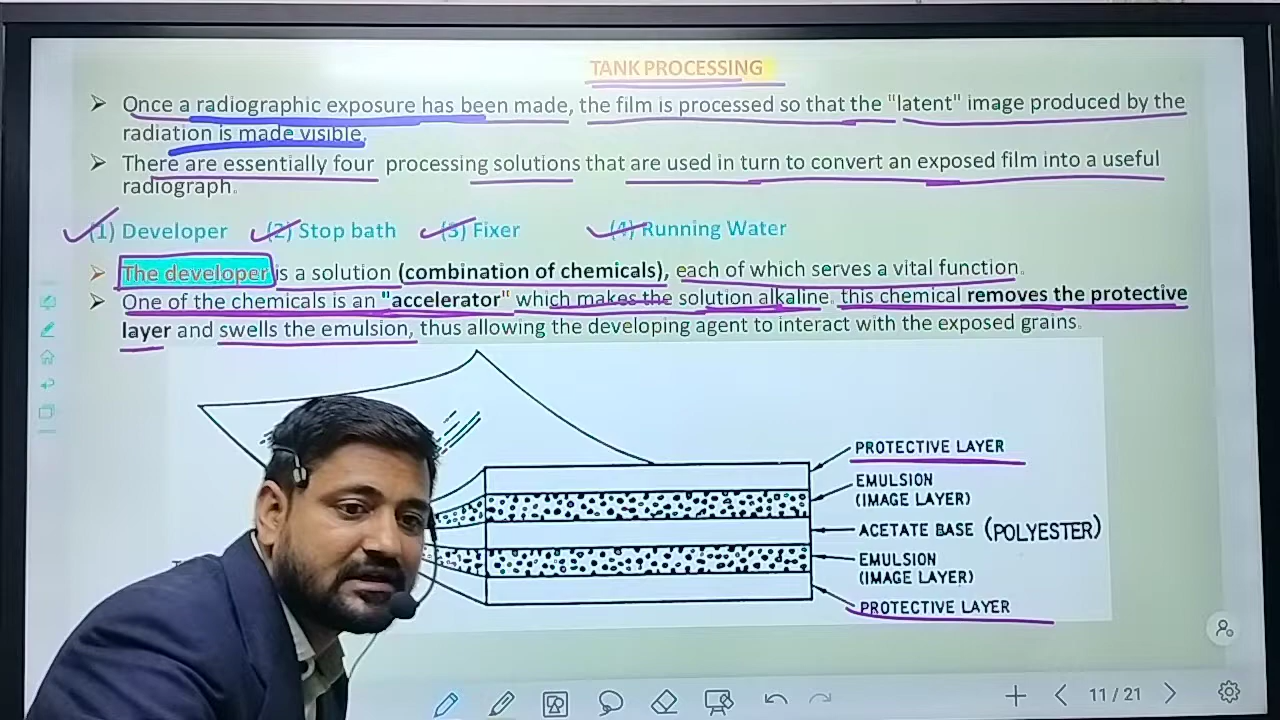 TANK PROCESSING
➤ Once a radiographic exposure has been made, the film is processed so that the "latent" image produced by the
radiation is made visible.
➤ There are essentially four processing solutions that are used in turn to convert an exposed film into a useful
radiograph.
(1) Developer (2) Stop bath (3) Fixer (4) Running Water
➤ The developer is a solution (combination of chemicals), each of which serves a vital function.
➤ One of the chemicals is an "accelerator" which makes the solution alkaline. this chemical removes the protective
layer and swells the emulsion, thus allowing the developing agent to interact with the exposed grains.
PROTECTIVE LAYER
EMULSION
(IMAGE LAYER)
ACETATE BASE (POLYESTER)
EMULSION
(IMAGE LAYER)
PROTECTIVE LAYER
11 / 21